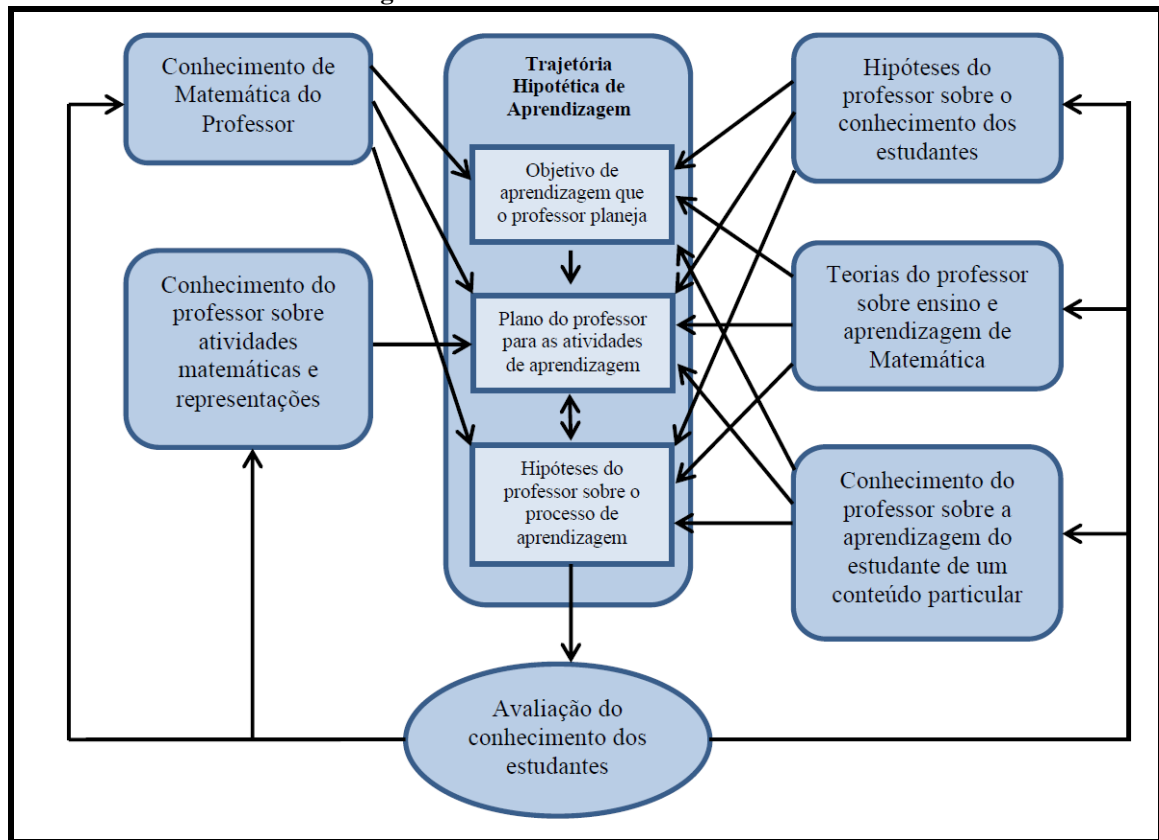 Conhecimento de
Matemática do
Professor
Conhecimento do
professor sobre
atividades
matemáticas e
representações
Trajetória
Hipotética de
Aprendizagem
Objetivo de
aprendizagem que
o professor planeja
Plano do professor
para as atividades
de aprendizagem
Hipóteses do
professor sobre o
processo de
aprendizagem
Hipóteses do
professor sobre o
conhecimento dos
estudantes
Teorias do professor
sobre ensino e
aprendizagem de
Matemática
Conhecimento do
professor sobre a
aprendizagem do
estudante de um
conteúdo particular
Avaliação do
conhecimento dos
estudantes